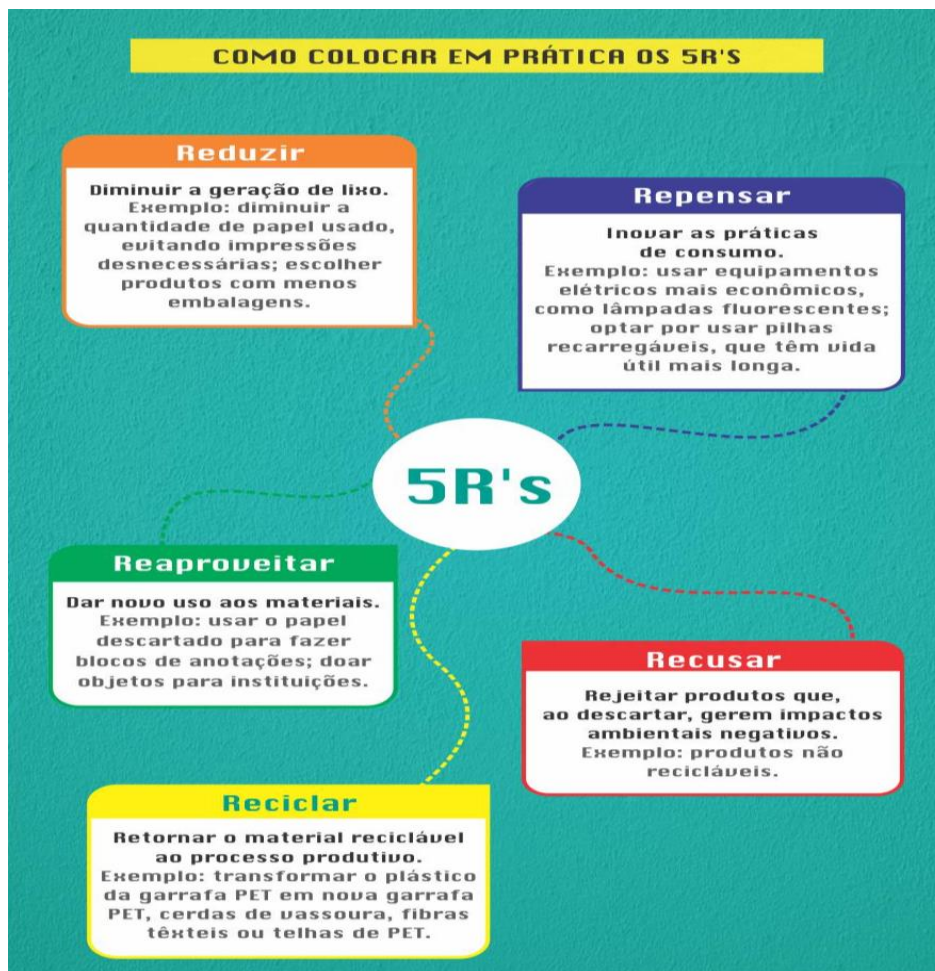 COMO COLOCAR EM PRÁTICA OS 5R'S
Reduzir
Diminuir a geração de lixo.
Exemplo: diminuir a
quantidade de papel usado,
evitando impressões
desnecessárias; escolher
produtos com menos
embalagens.
Repensar
Inovar as práticas
de consumo.
Exemplo: usar equipamentos
elétricos mais econômicos,
como lâmpadas fluorescentes;
optar por usar pilhas
recarregáveis, que têm vida
útil mais longa.
5R's
Reaproveitar
Dar novo uso aos materiais.
Exemplo: usar o papel
descartado para fazer
blocos de anotações; doar
objetos para instituições.
Recusar
Rejeitar produtos que,
ao descartar, gerem impactos
ambientais negativos.
Exemplo: produtos não
recicláveis.
Reciclar
Retornar o material reciclável
ao processo produtivo.
Exemplo: transformar o plástico
da garrafa PET em nova garrafa
PET, cerdas de vassoura, fibras
têxteis ou telhas de PET.